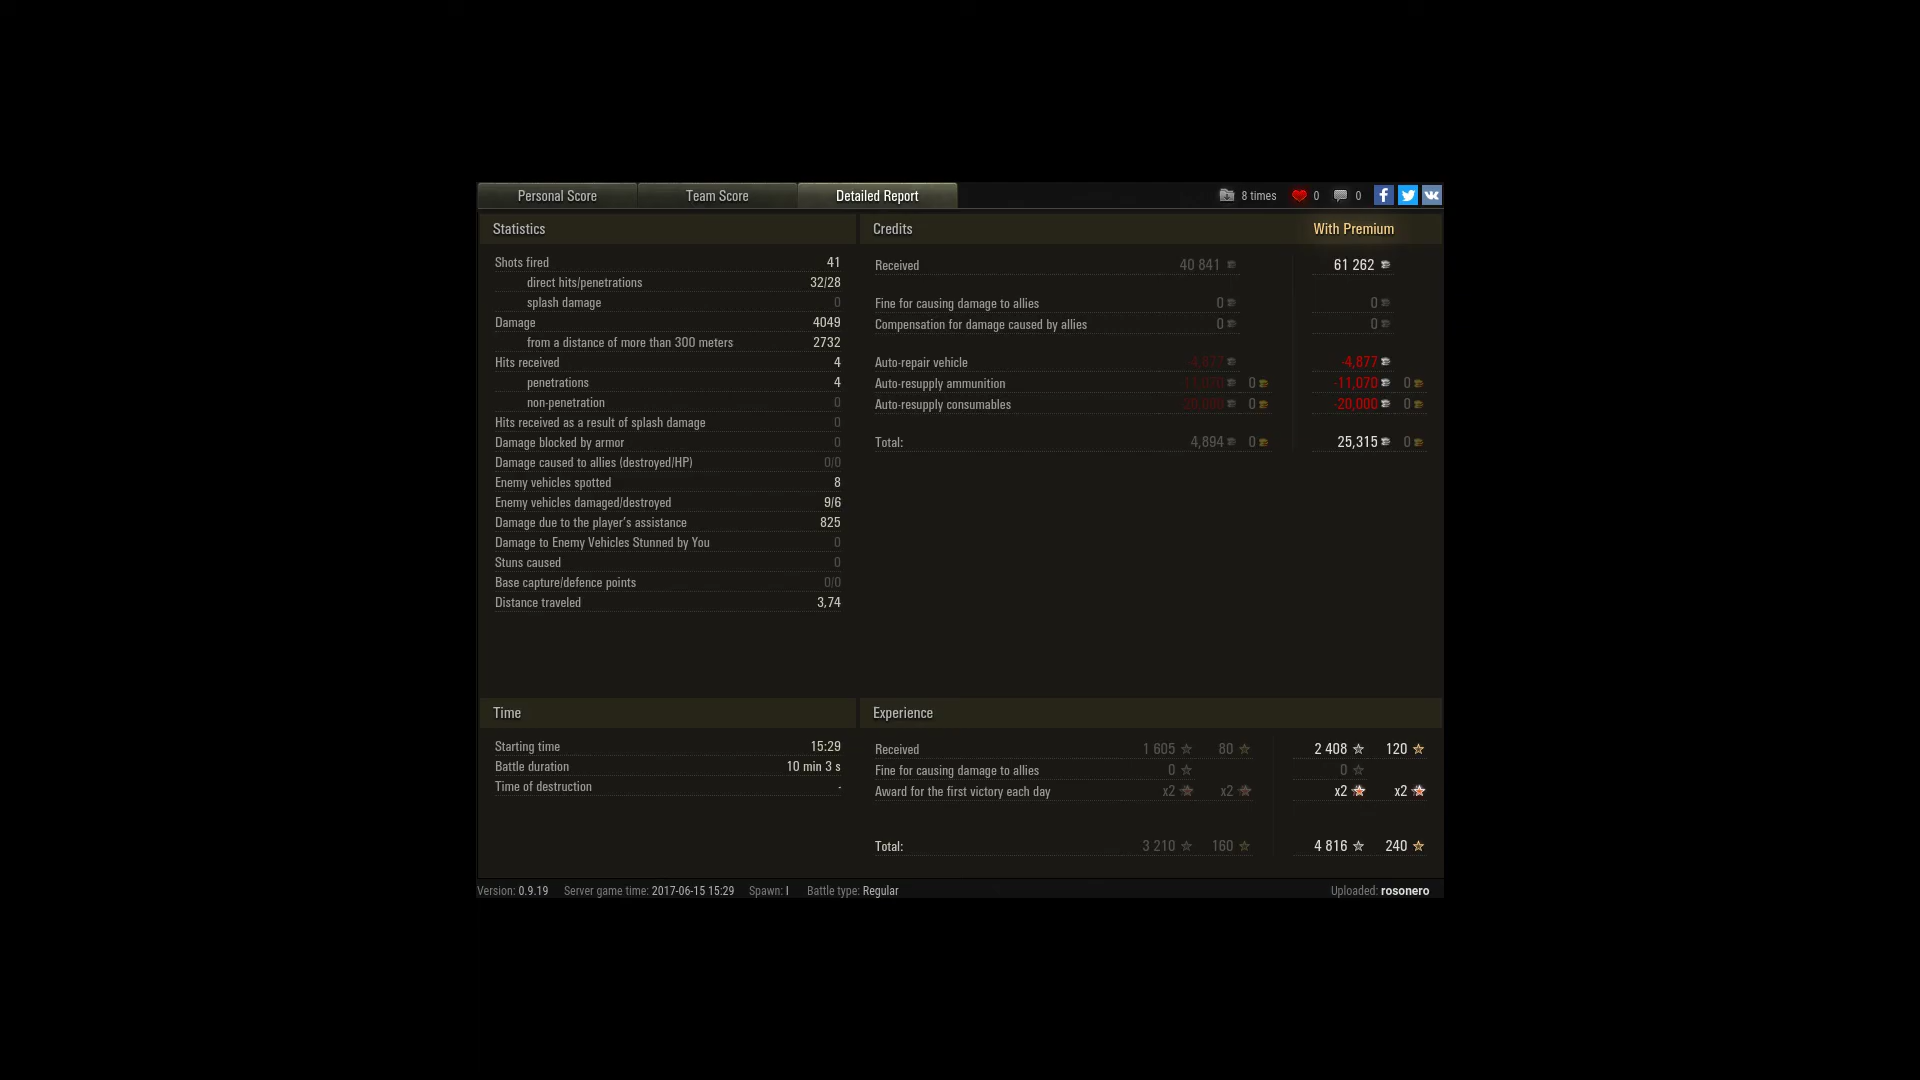 Personal Score Team Score Detailed Report 8 times 0 0
Statistics
Shots fired 41
direct hits/penetrations 32/28
splash damage 0
Damage 4049
from a distance of more than 300 meters 2732
Hits received 4
penetrations 4
non-penetration 0
Hits received as a result of splash damage 0
Damage blocked by armor 0
Damage caused to allies (destroyed/HP) 0/0
Enemy vehicles spotted 8
Enemy vehicles damaged/destroyed 9/6
Damage due to the player's assistance 825
Damage to Enemy Vehicles Stunned by You 0
Stuns caused 0
Base capture/defence points 0/0
Distance traveled 3,74
Credits With Premium
Received 40 841 61 262
Fine for causing damage to allies 0 0
Compensation for damage caused by allies 0 0
Auto-repair vehicle -4,877 -4,877
Auto-resupply ammunition -11,070 0 -11,070 0
Auto-resupply consumables -20,000 0 -20,000 0
Total: 4,894 0 25,315 0
Time
Starting time 15:29
Battle duration 10 min 3 s
Time of destruction -
Experience
Received 1 605 80 2 408 120
Fine for causing damage to allies 0 0
Award for the first victory each day x2 x2 x2 x2
Total: 3 210 160 4 816 240
Version: 0.9.19 Server game time: 2017-06-15 15:29 Spawn: I Battle type: Regular Uploaded: rosonero